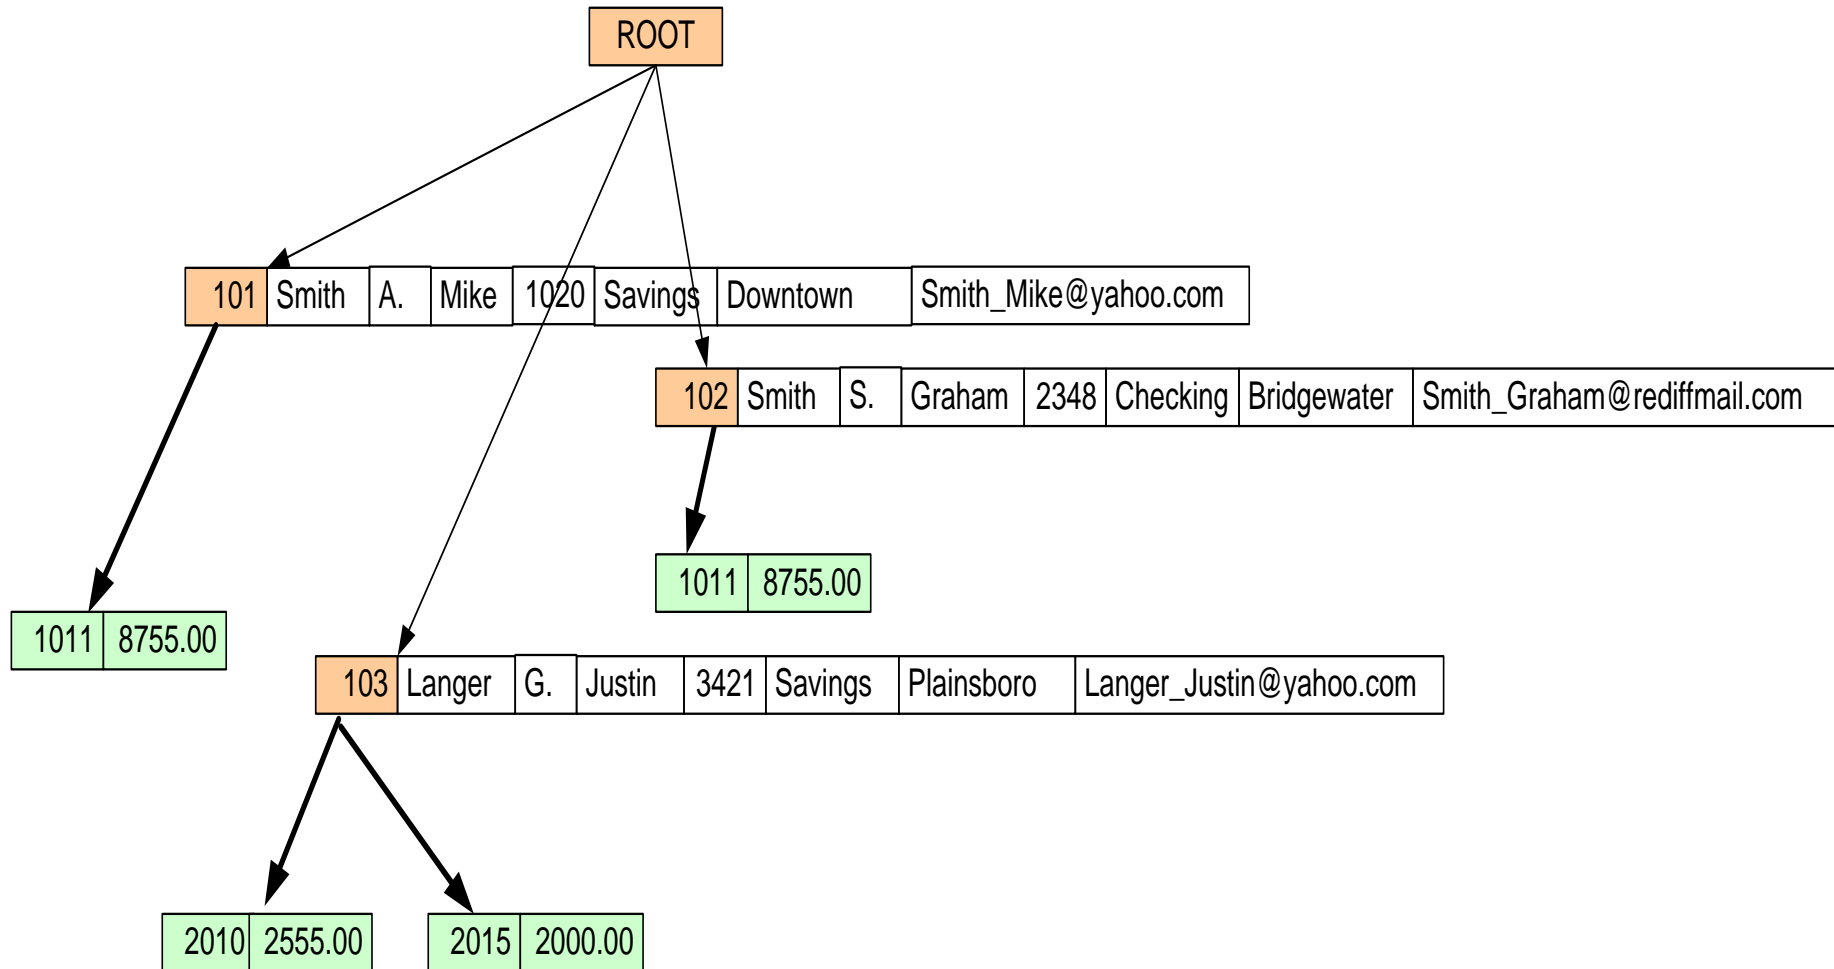 ROOT
101 Smith A. Mike 1020 Savings Downtown Smith_Mike@yahoo.com
102 Smith S. Graham 2348 Checking Bridgewater Smith_Graham@rediffmail.com
1011 8755.00
1011 8755.00
103 Langer G. Justin 3421 Savings Plainsboro Langer_Justin@yahoo.com
2010 2555.00
2015 2000.00